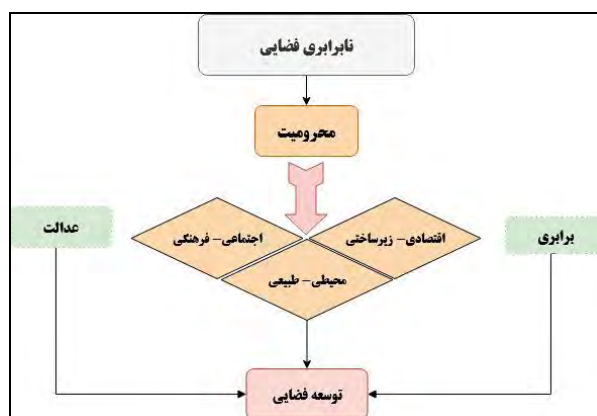 نابرابری فضایی
محرومیت
عدالت
برابری
اقتصادی- زیرساختی
اجتماعی- فرهنگی
محیطی- طبیعی
توسعه فضایی